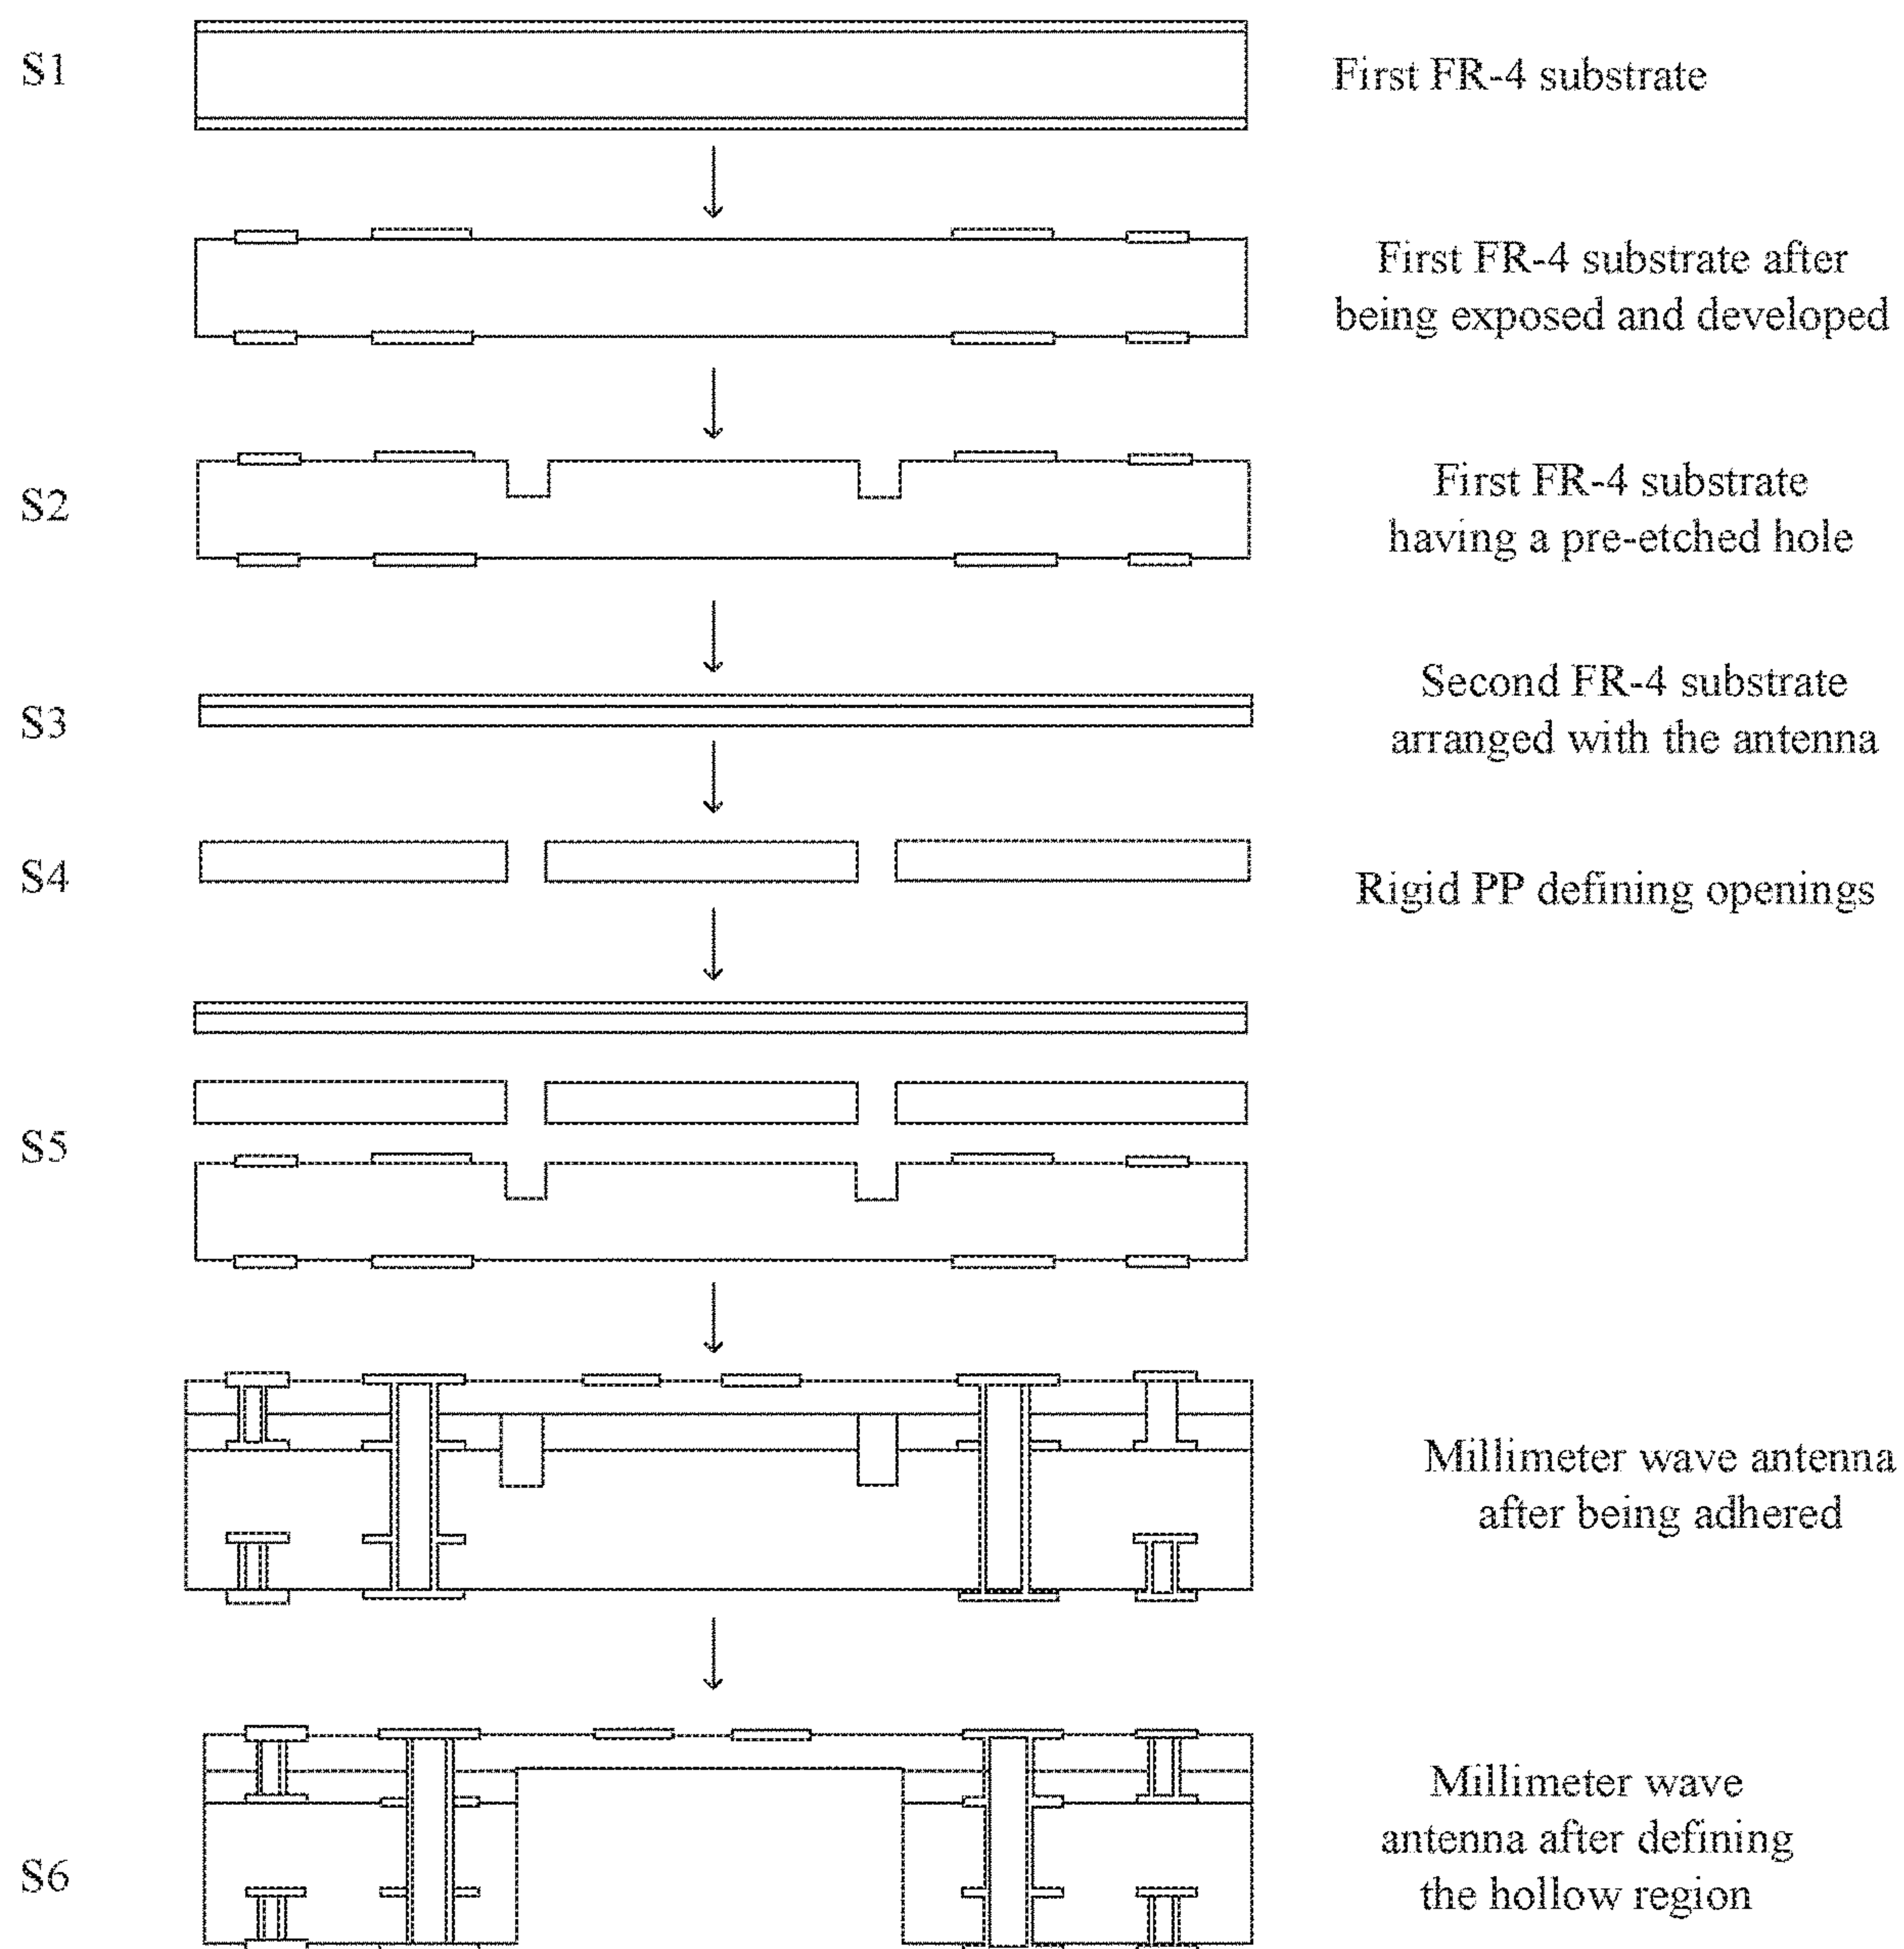 S1
First FR-4 substrate
First FR-4 substrate after
being exposed and developed
S2
First FR-4 substrate
having a pre-etched hole
S3
Second FR-4 substrate
arranged with the antenna
S4
Rigid PP defining openings
S5
Millimeter wave antenna
after being adhered
S6
Millimeter wave
antenna after defining
the hollow region